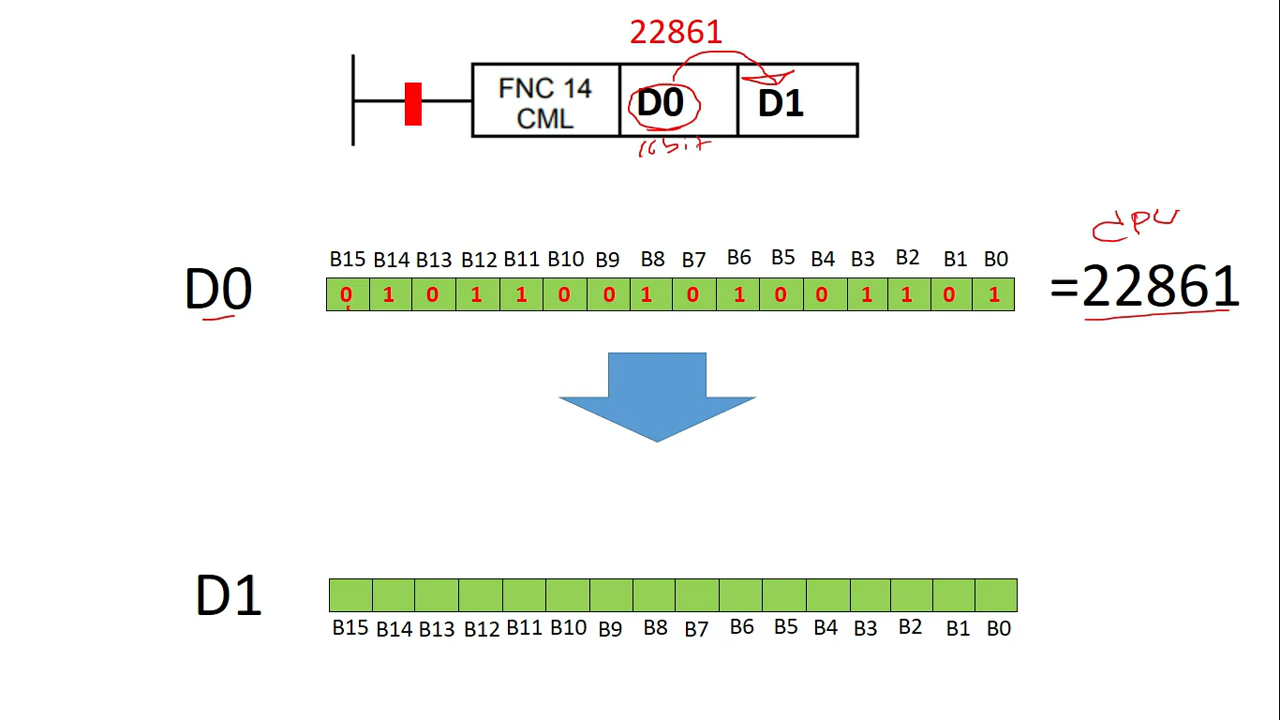 22861
FNC 14 D0 D1
CML
16bit
CPU
B15 B14 B13 B12 B11 B10 B9 B8 B7 B6 B5 B4 B3 B2 B1 B0
D0 0 1 0 1 1 0 0 1 0 1 0 0 1 1 0 1 =22861
D1
B15 B14 B13 B12 B11 B10 B9 B8 B7 B6 B5 B4 B3 B2 B1 B0